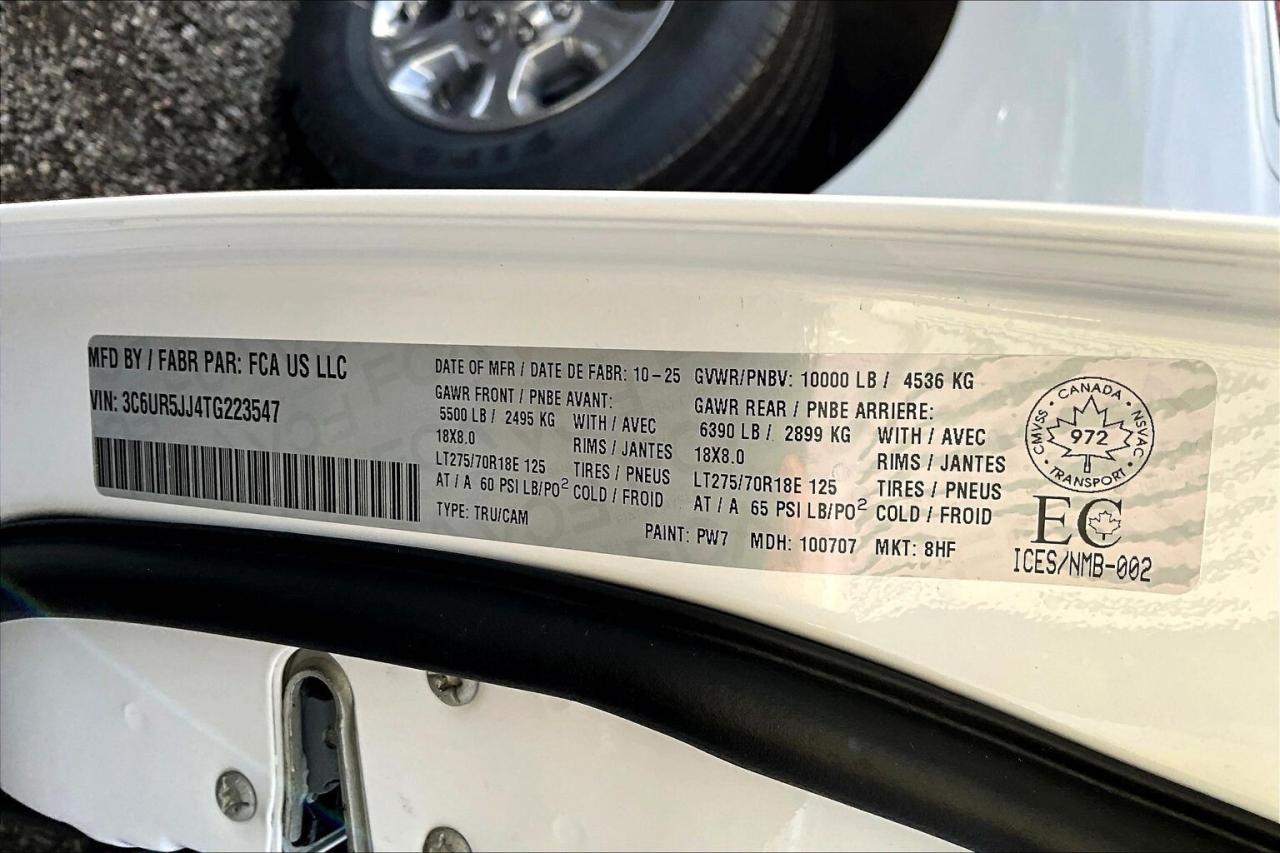 MFD BY / FABR PAR: FCA US LLC
VIN: 3C6UR5JJ4TG223547
DATE OF MFR / DATE DE FABR: 10-25
GAWR FRONT / PNBE AVANT:
5500 LB / 2495 KG WITH / AVEC
18X8.0 RIMS / JANTES
LT275/70R18E 125 TIRES / PNEUS
AT / A 60 PSI LB/PO² COLD / FROID
TYPE: TRU/CAM
GVWR/PNBV: 10000 LB / 4536 KG
GAWR REAR / PNBE ARRIERE:
6390 LB / 2899 KG WITH / AVEC
18X8.0 RIMS / JANTES
LT275/70R18E 125 TIRES / PNEUS
AT / A 65 PSI LB/PO² COLD / FROID
PAINT: PW7 MDH: 100707 MKT: 8HF
CMVSS • CANADA • NSVAC • TRANSPORT •
972
EC
ICES/NMB-002